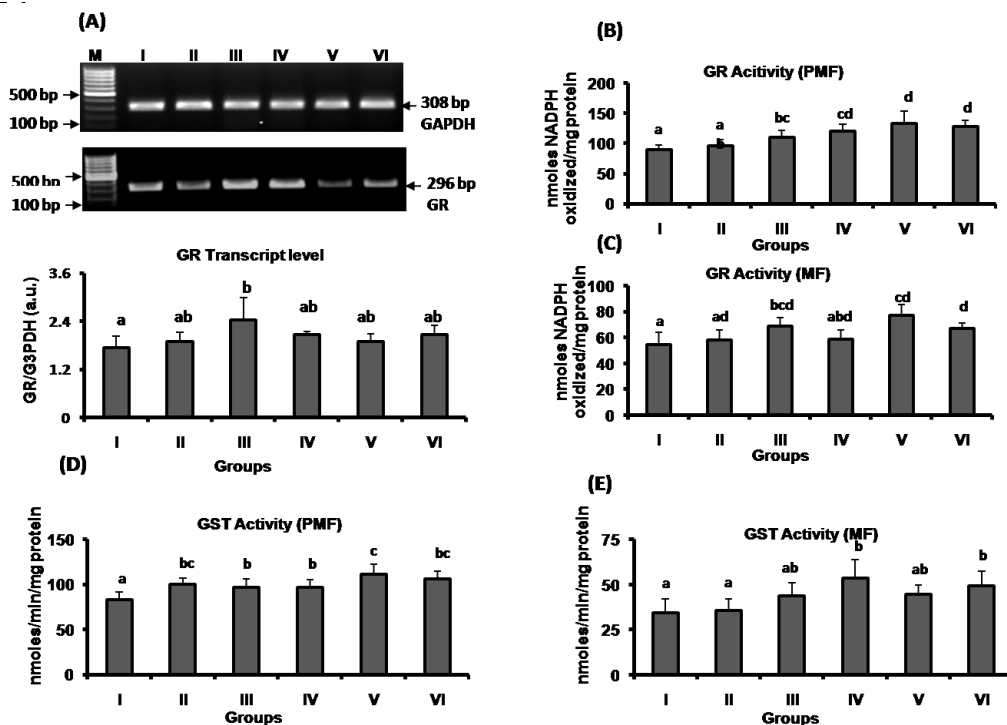 (A)
M I II III IV V VI
500 bp
100 bp
308 bp
GAPDH
500 bp
100 bp
296 bp
GR
GR Transcript level
GR/G3PDH (a.u.)
3.6
2.4
1.2
0
a ab b ab ab ab
I II III IV V VI
Groups
(B)
GR Acitivity (PMF)
nmoles NADPH
oxidized/mg protein
200
150
100
50
0
a a bc cd d d
b
I II III IV V VI
Groups
(C)
GR Activity (MF)
nmoles NADPH
oxidized/mg protein
80
60
40
20
0
a ad bcd abd cd d
I II III IV V VI
Groups
(D)
GST Activity (PMF)
nmoles/min/mg protein
150
100
50
0
a bc b b c bc
I II III IV V VI
Groups
(E)
GST Activity (MF)
nmoles/min/mg protein
75
50
25
0
a a ab b ab b
I II III IV V VI
Groups